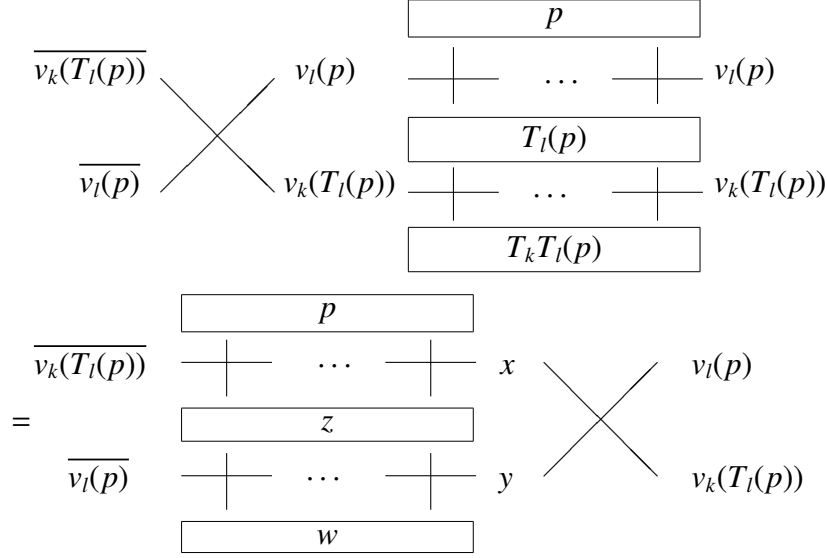 p
\overline{v_k(T_l(p))} v_l(p) ... v_l(p)
T_l(p)
\overline{v_l(p)} v_k(T_l(p)) ... v_k(T_l(p))
T_kT_l(p)
p
\overline{v_k(T_l(p))} ... x v_l(p)
= z
\overline{v_l(p)} ... y v_k(T_l(p))
w